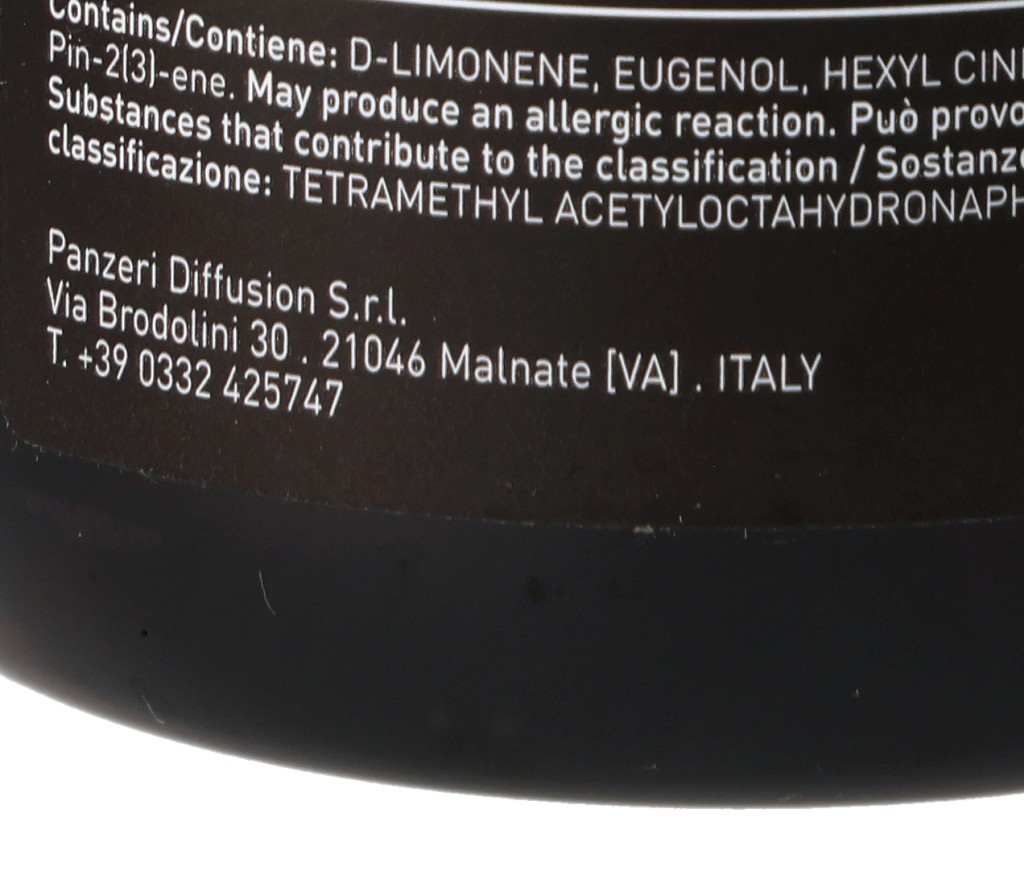 Contains/Contiene: D-LIMONENE, EUGENOL, HEXYL
Pin-2(3)-ene. May produce an allergic reaction. Può
Substances that contribute to the classification /
classificazione: TETRAMETHYL
Panzeri Diffusion S.r.l.
Via Brodolini 30 . 21046 Malnate [VA] . ITALY
T. +39 0332 425747